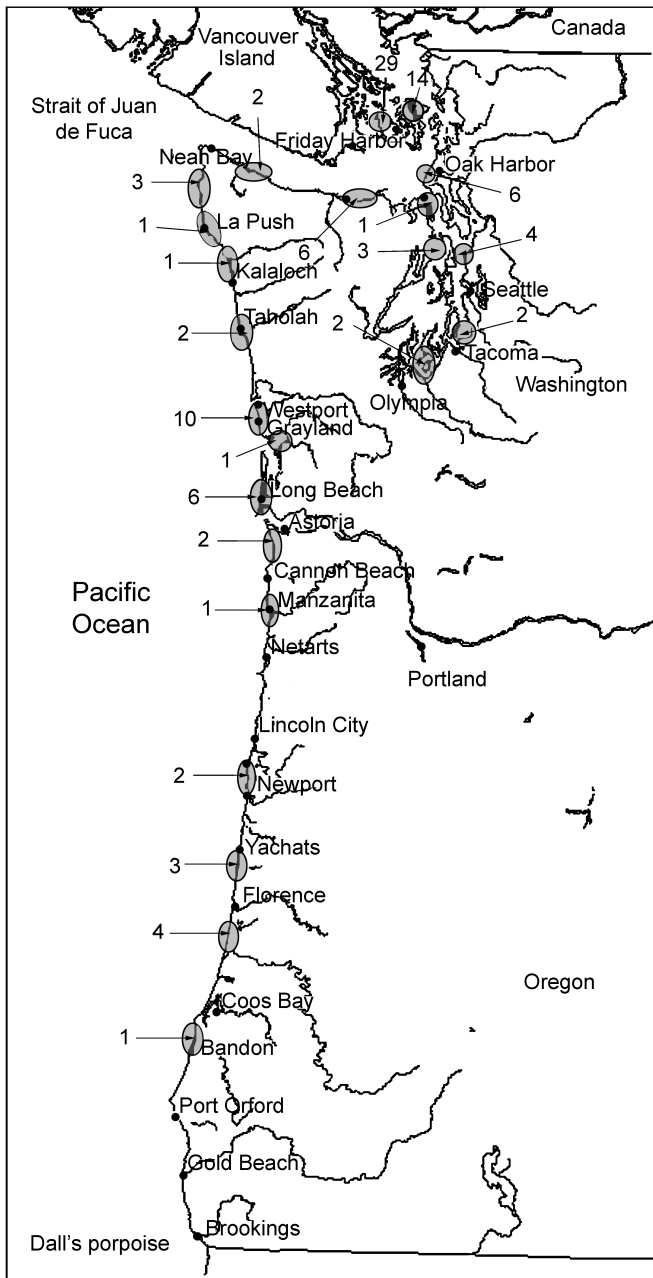 Canada
Vancouver
Island
29
14
Strait of Juan
de Fuca
2
Friday Harbor
Neah Bay
Oak Harbor
3
6
1
La Push
6
1
3
4
1
Kalaloch
Seattle
Taholah
2
2
2
Tacoma
Washington
Olympia
10
Westport
Grayland
1
6
Long Beach
Astoria
2
Cannon Beach
Pacific
Ocean
1
Manzanita
Netarts
Portland
Lincoln City
2
Newport
Yachats
3
Florence
4
Oregon
Coos Bay
1
Bandon
Port Orford
Gold Beach
Brookings
Dall's porpoise